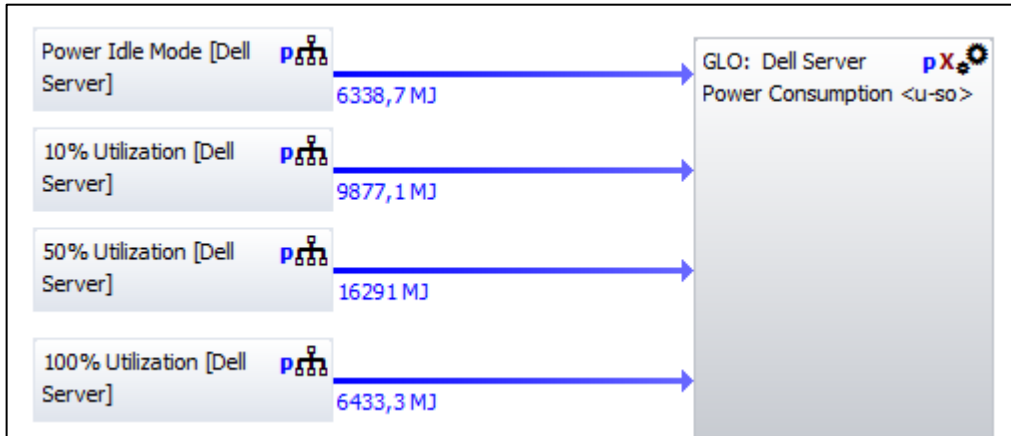 Power Idle Mode [Dell
Server]
p
6338,7 MJ
GLO: Dell Server
Power Consumption <u-so>
pX
10% Utilization [Dell
Server]
p
9877,1 MJ
50% Utilization [Dell
Server]
p
16291 MJ
100% Utilization [Dell
Server]
p
6433,3 MJ